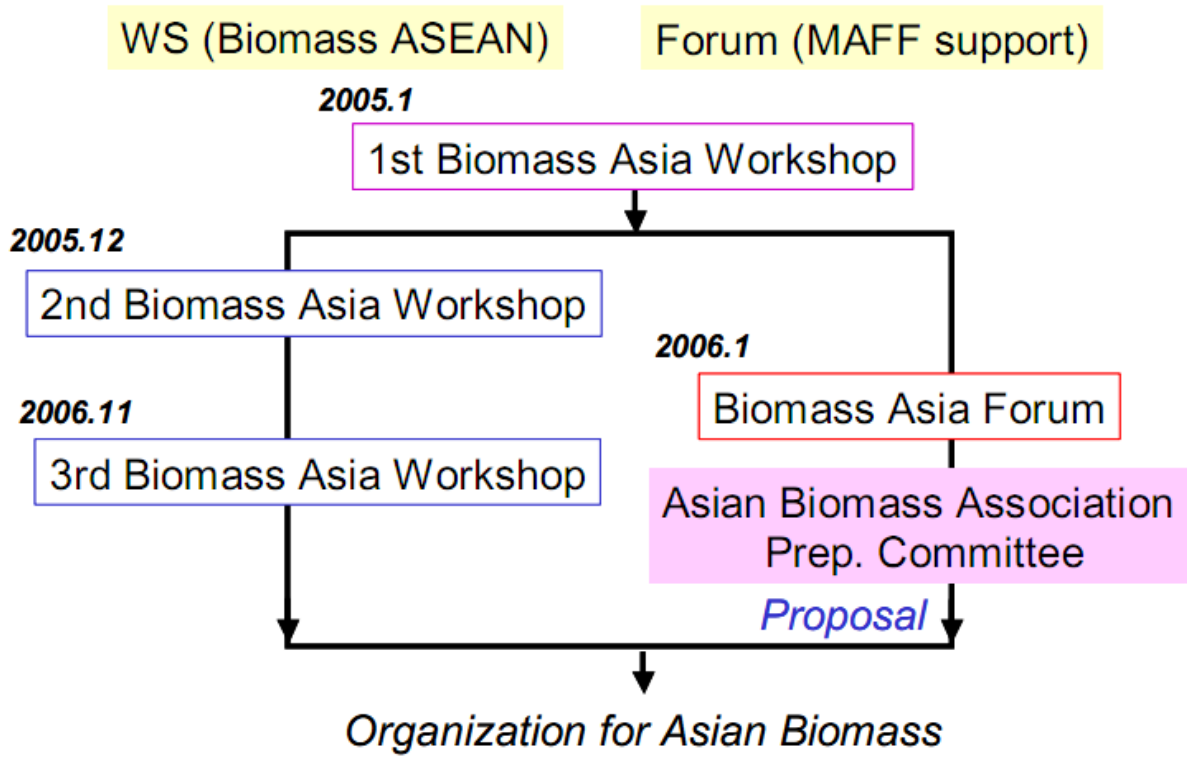 WS (Biomass ASEAN)
Forum (MAFF support)
2005.1
1st Biomass Asia Workshop
2005.12
2nd Biomass Asia Workshop
2006.1
Biomass Asia Forum
2006.11
3rd Biomass Asia Workshop
Asian Biomass Association
Prep. Committee
Proposal
Organization for Asian Biomass